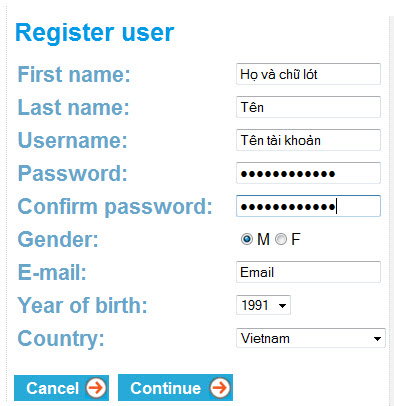 Register user
First name: Họ và chữ lót
Last name: Tên
Username: Tên tài khoản
Password: ●●●●●●●●●●●●
Confirm password: ●●●●●●●●●●●●
Gender: M F
E-mail: Email
Year of birth: 1991
Country: Vietnam
Cancel Continue